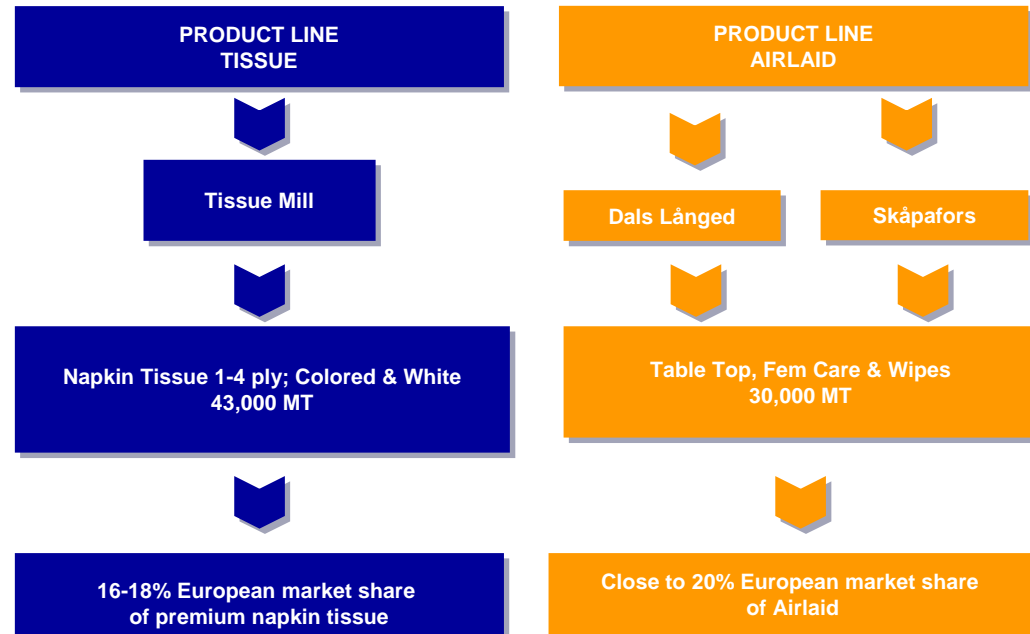 PRODUCT LINE
TISSUE
PRODUCT LINE
AIRLAID
Tissue Mill
Dals Långed
Skåpafors
Napkin Tissue 1-4 ply; Colored & White
43,000 MT
Table Top, Fem Care & Wipes
30,000 MT
16-18% European market share
of premium napkin tissue
Close to 20% European market share
of Airlaid